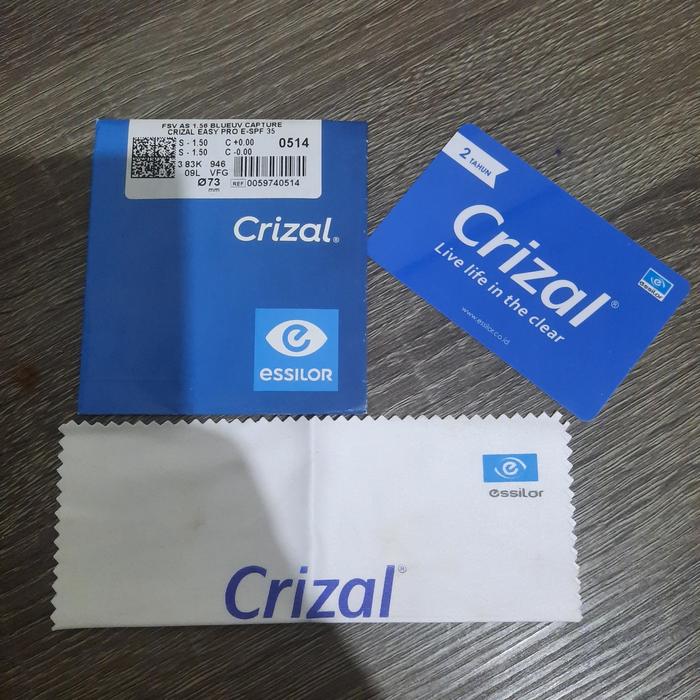 FSV AS 1.56 BLUEUV CAPTURE
CRIZAL EASY PRO E-SPF 35
S - 1.50 C +0.00 0514
S - 1.50 C -0.00
3 83K 946
09L VFG
Ø73
mm
REF 0059740514
Crizal®
essilor
2 TAHUN
Crizal®
Live life in the clear
www.essilor.co.id
essilor
essilor
Crizal®